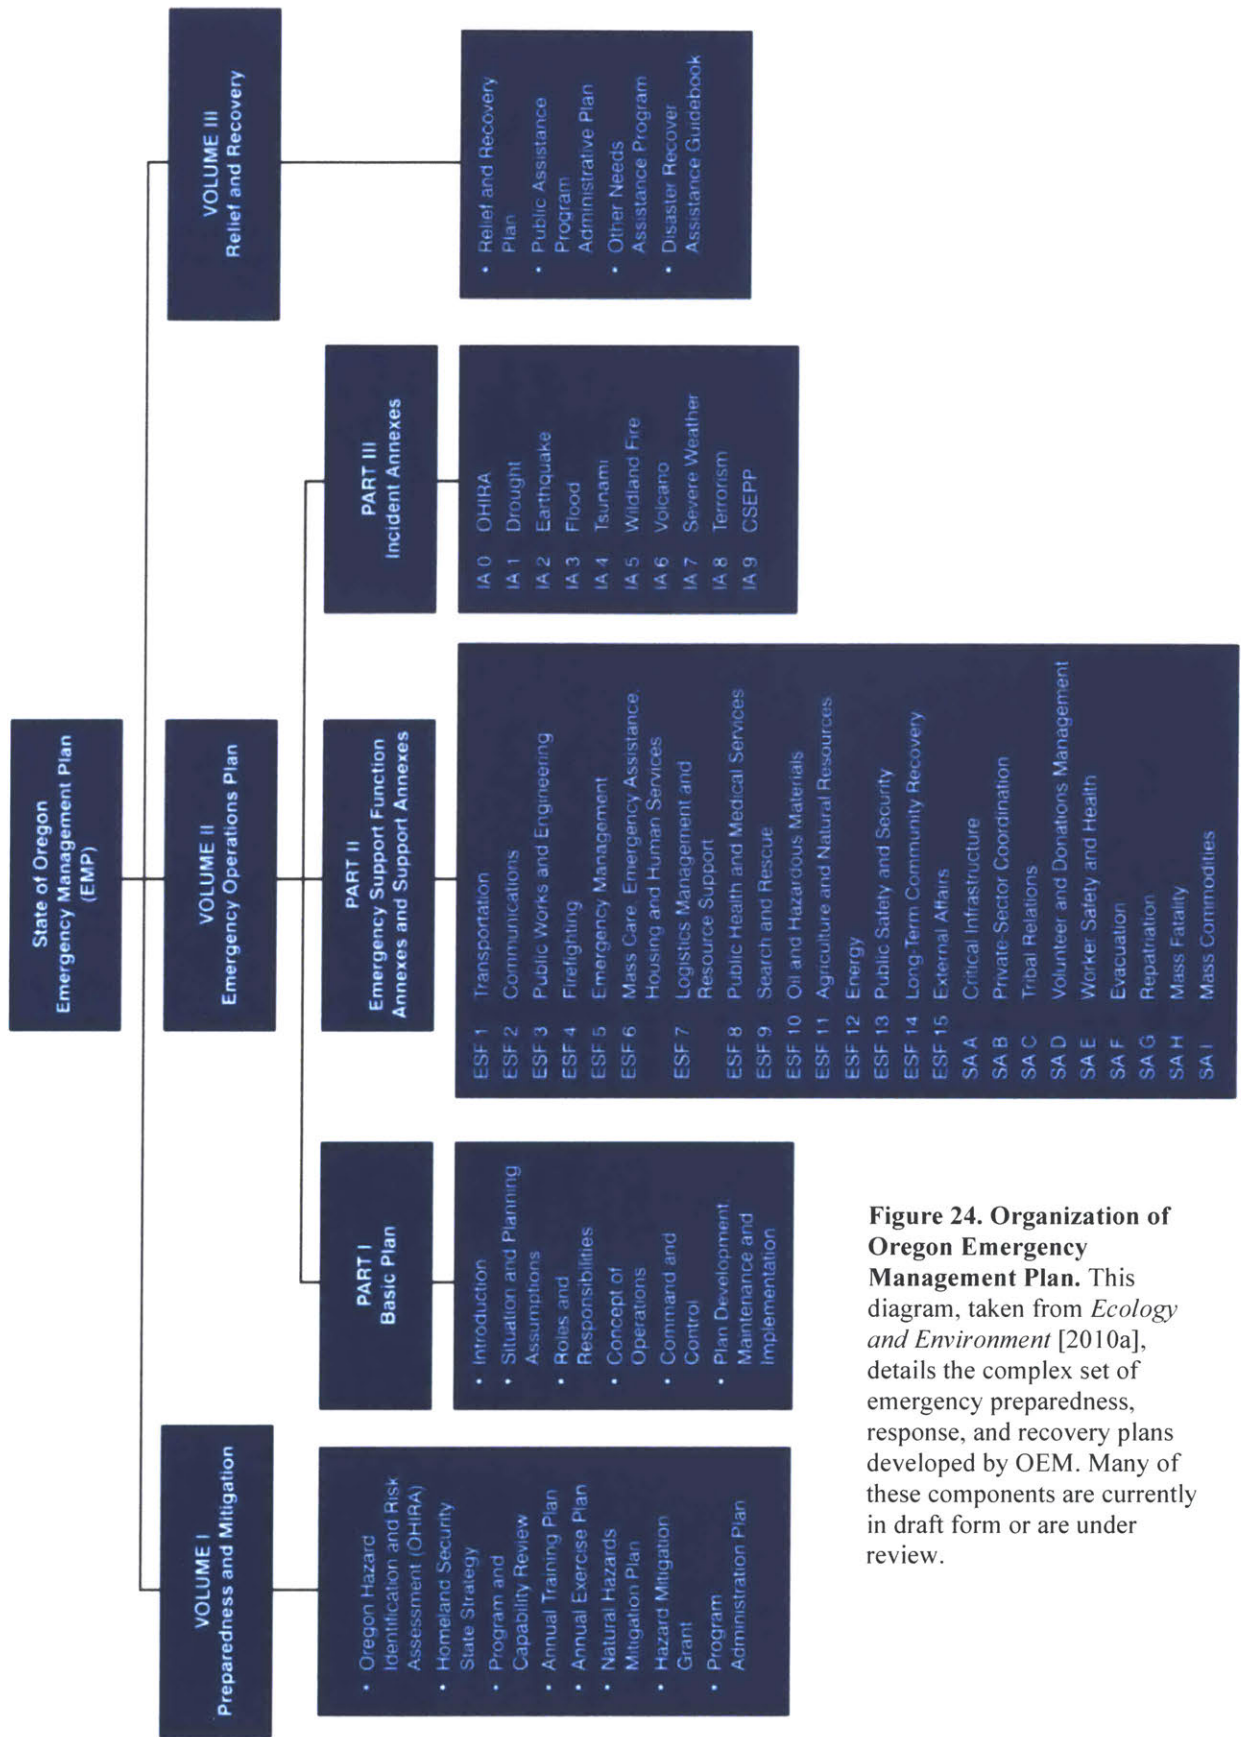 State of Oregon
Emergency Management Plan
(EMP)
VOLUME I
Preparedness and Mitigation
• Oregon Hazard
Identification and Risk
Assessment (OHIRA)
• Homeland Security
State Strategy
• Program and
Capability Review
• Annual Training Plan
• Annual Exercise Plan
• Natural Hazards
Mitigation Plan
• Hazard Mitigation
Grant
• Program
Administration Plan
VOLUME II
Emergency Operations Plan
PART I
Basic Plan
• Introduction
• Situation and Planning
Assumptions
• Roles and
Responsibilities
• Concept of
Operations
• Command and
Control
• Plan Development,
Maintenance and
Implementation
PART II
Emergency Support Function
Annexes and Support Annexes
ESF 1 Transportation
ESF 2 Communications
ESF 3 Public Works and Engineering
ESF 4 Firefighting
ESF 5 Emergency Management
ESF 6 Mass Care, Emergency Assistance,
Housing and Human Services
ESF 7 Logistics Management and
Resource Support
ESF 8 Public Health and Medical Services
ESF 9 Search and Rescue
ESF 10 Oil and Hazardous Materials
ESF 11 Agriculture and Natural Resources
ESF 12 Energy
ESF 13 Public Safety and Security
ESF 14 Long-Term Community Recovery
ESF 15 External Affairs
SA A Critical Infrastructure
SA B Private-Sector Coordination
SA C Tribal Relations
SA D Volunteer and Donations Management
SA E Worker Safety and Health
SA F Evacuation
SA G Repatriation
SA H Mass Fatality
SA I Mass Commodities
PART III
Incident Annexes
IA 0 OHIRA
IA 1 Drought
IA 2 Earthquake
IA 3 Flood
IA 4 Tsunami
IA 5 Wildland Fire
IA 6 Volcano
IA 7 Severe Weather
IA 8 Terrorism
IA 9 CSEPP
VOLUME III
Relief and Recovery
• Relief and Recovery
Plan
• Public Assistance
Program
Administrative Plan
• Other Needs
Assistance Program
• Disaster Recover
Assistance Guidebook
Figure 24. Organization of
Oregon Emergency
Management Plan. This
diagram, taken from Ecology
and Environment [2010a],
details the complex set of
emergency preparedness,
response, and recovery plans
developed by OEM. Many of
these components are currently
in draft form or are under
review.